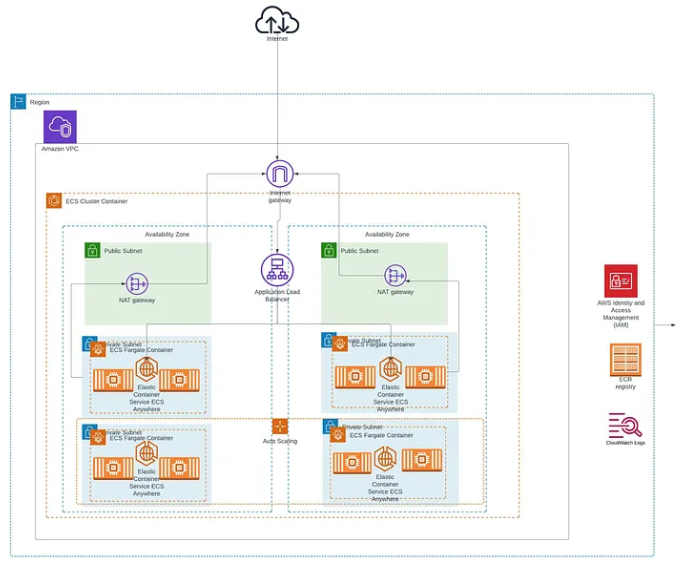 Internet
Region
Amazon VPC
Internet
gateway
ECS Cluster Container
Availability Zone
Availability Zone
Public Subnet
Public Subnet
NAT gateway
Application Load
Balancer
NAT gateway
Private Subnet
ECS Fargate Container
Elastic
Container
Service ECS
Anywhere
Private Subnet
ECS Fargate Container
Elastic
Container
Service ECS
Anywhere
Auto Scaling
Private Subnet
ECS Fargate Container
Elastic
Container
Service ECS
Anywhere
Private Subnet
ECS Fargate Container
Elastic
Container
Service ECS
Anywhere
AWS Identity and
Access
Management
(IAM)
ECR
registry
CloudWatch Logs